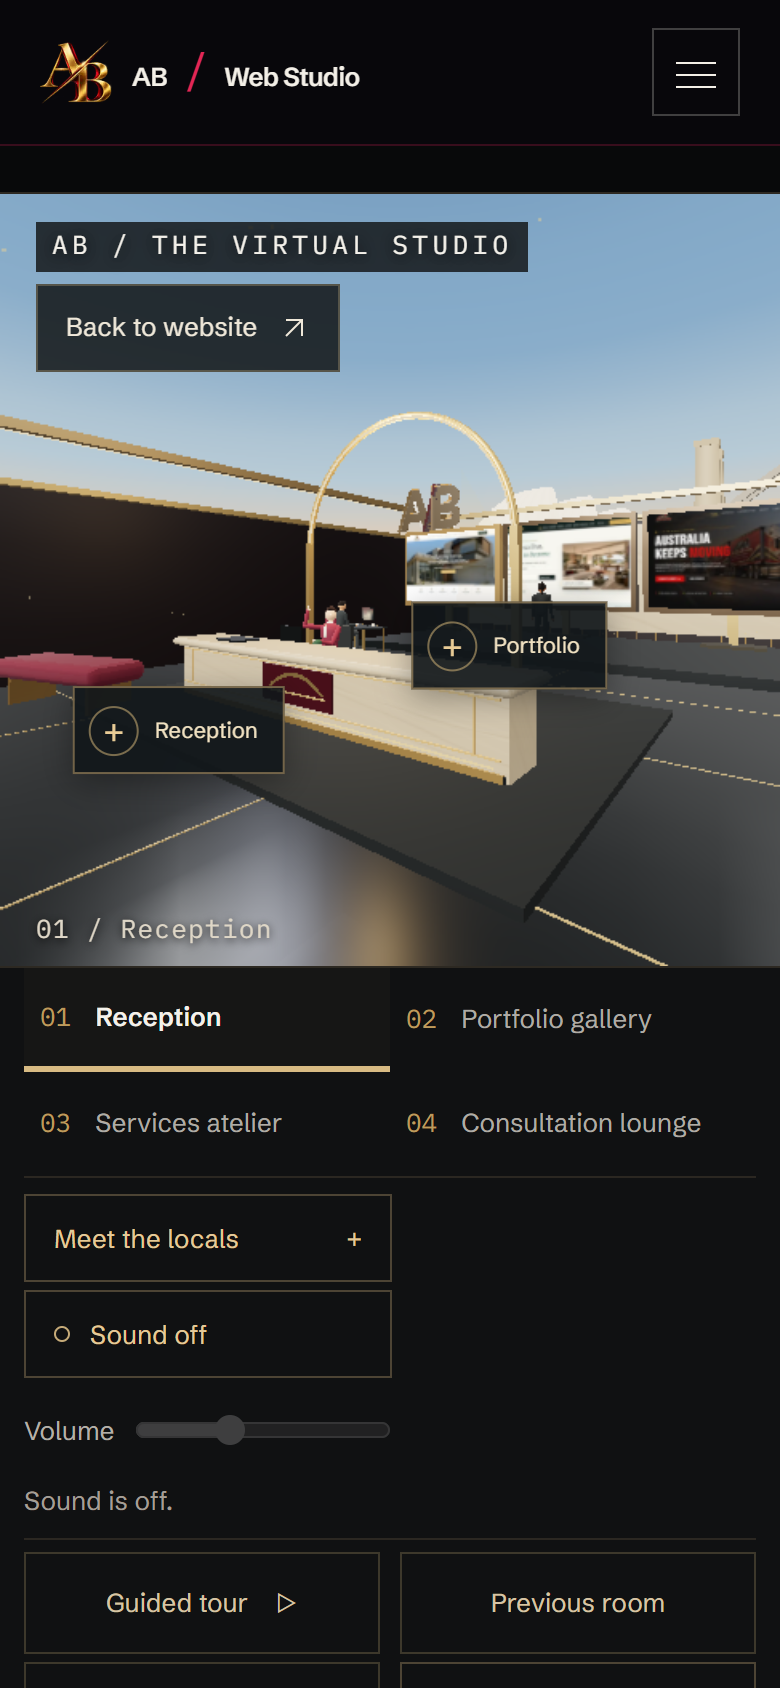 AB AB / Web Studio
AB / THE VIRTUAL STUDIO
Back to website
AB
AUSTRALIA
KEEPS MOVING
+ Portfolio
+ Reception
01 / Reception
01 Reception
02 Portfolio gallery
03 Services atelier
04 Consultation lounge
Meet the locals +
Sound off
Volume
Sound is off.
Guided tour
Previous room